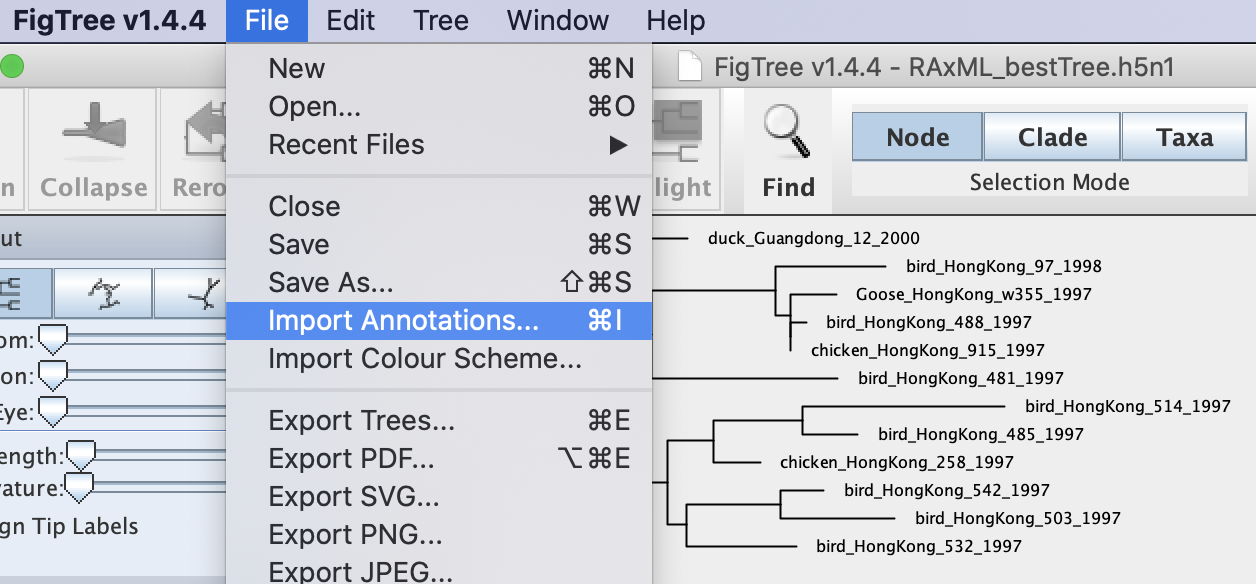 FigTree v1.4.4 File Edit Tree Window Help
FigTree v1.4.4 - RAxML_bestTree.h5n1
New ⌘N
Open... ⌘O
Recent Files ▶
Close ⌘W
Save ⌘S
Save As... ⇧⌘S
Import Annotations... ⌘I
Import Colour Scheme...
Export Trees... ⌘E
Export PDF... ⌥⌘E
Export SVG...
Export PNG...
Export JPEG...
n Collapse Rero light Find
Node Clade Taxa
Selection Mode
ut
om:
on:
Eye:
ength:
ature:
gn Tip Labels
duck_Guangdong_12_2000
bird_HongKong_97_1998
Goose_HongKong_w355_1997
bird_HongKong_488_1997
chicken_HongKong_915_1997
bird_HongKong_481_1997
bird_HongKong_514_1997
bird_HongKong_485_1997
chicken_HongKong_258_1997
bird_HongKong_542_1997
bird_HongKong_503_1997
bird_HongKong_532_1997